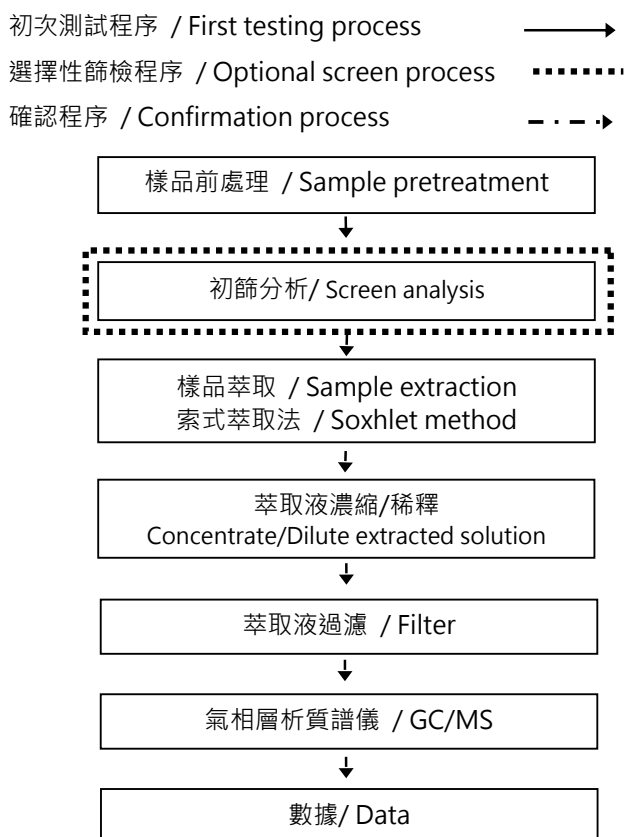 初次測試程序 / First testing process
選擇性篩檢程序 / Optional screen process
確認程序 / Confirmation process
樣品前處理 / Sample pretreatment
初篩分析/ Screen analysis
樣品萃取 / Sample extraction
索式萃取法 / Soxhlet method
萃取液濃縮/稀釋
Concentrate/Dilute extracted solution
萃取液過濾 / Filter
氣相層析質譜儀 / GC/MS
數據/ Data